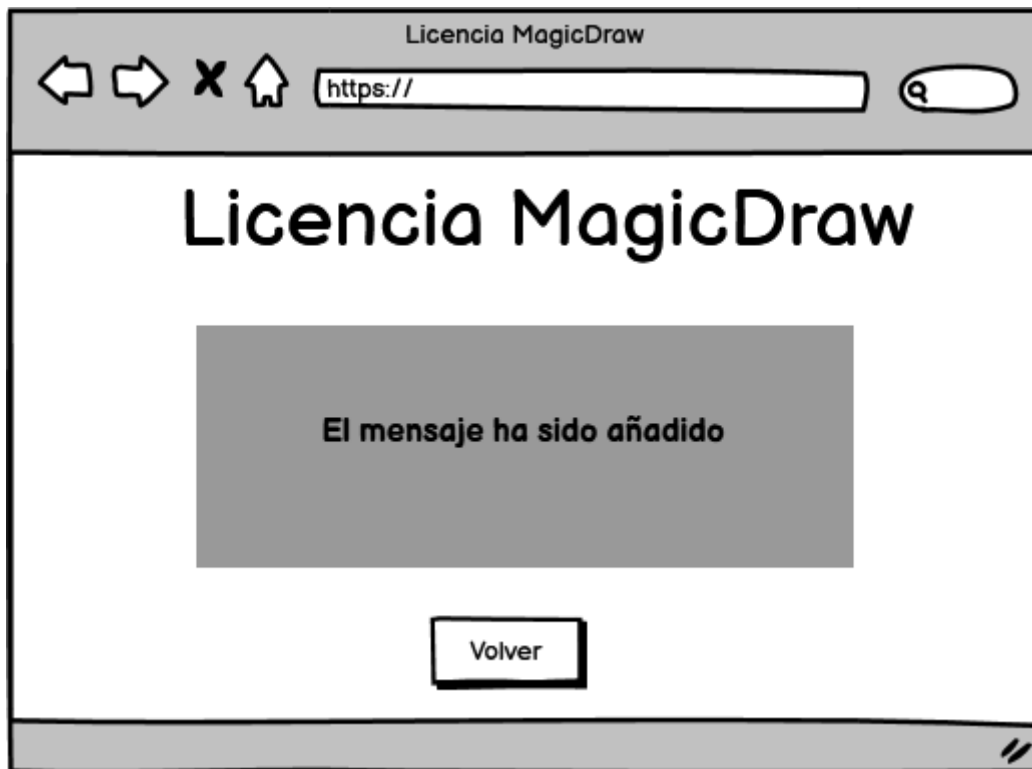 Licencia MagicDraw
https://
Licencia MagicDraw
El mensaje ha sido añadido
Volver